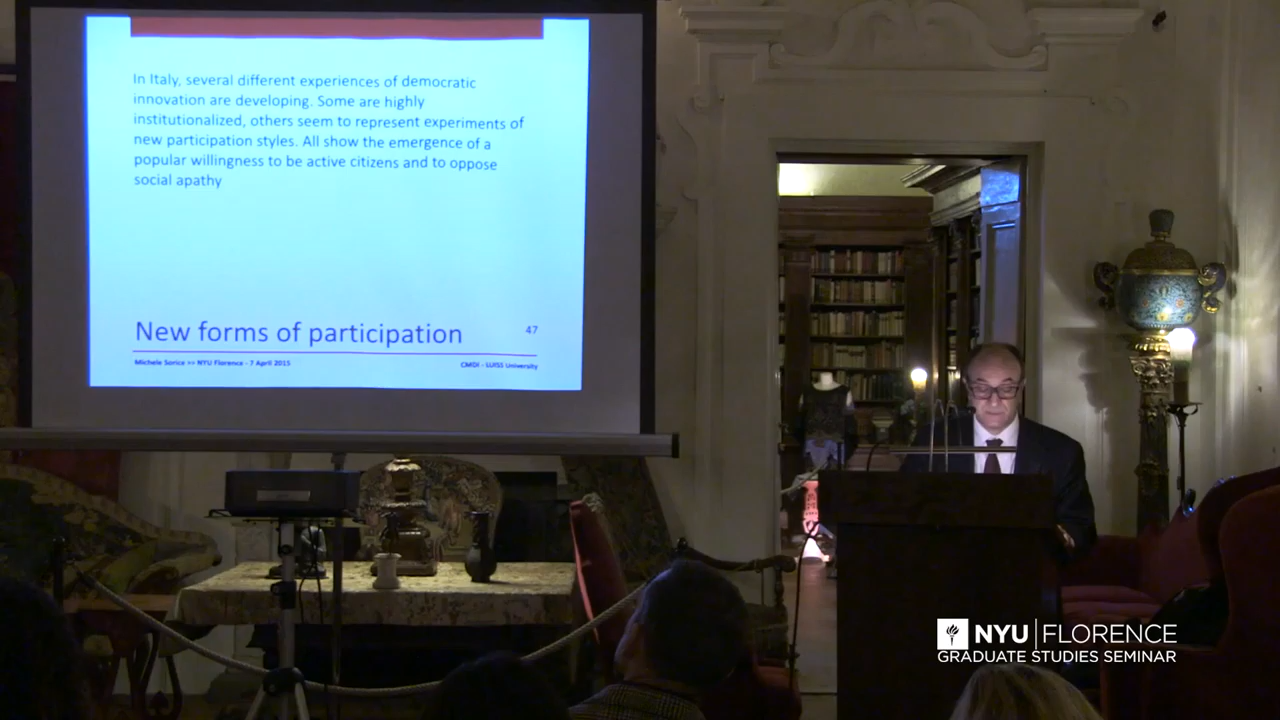 In Italy, several different experiences of democratic
innovation are developing. Some are highly
institutionalized, others seem to represent experiments of
new participation styles. All show the emergence of a
popular willingness to be active citizens and to oppose
social apathy
New forms of participation
47
Michele Sorice >> NYU Florence - 7 April 2015
CMDI - LUISS University
NYU FLORENCE
GRADUATE STUDIES SEMINAR